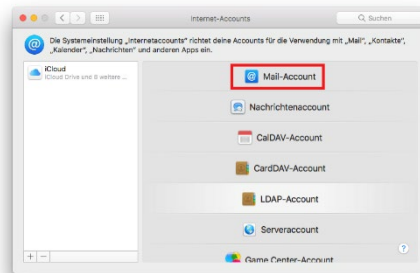 Internet-Accounts
Suchen
Die Systemeinstellung „Internetaccounts“ richtet deine Accounts für die Verwendung mit „Mail“, „Kontakte“,
„Kalender“, „Nachrichten“ und anderen Apps ein.
iCloud
iCloud Drive und 8 weitere ...
Mail-Account
Nachrichtenaccount
CalDAV-Account
CardDAV-Account
LDAP-Account
Serveraccount
Game Center-Account
+ −
?